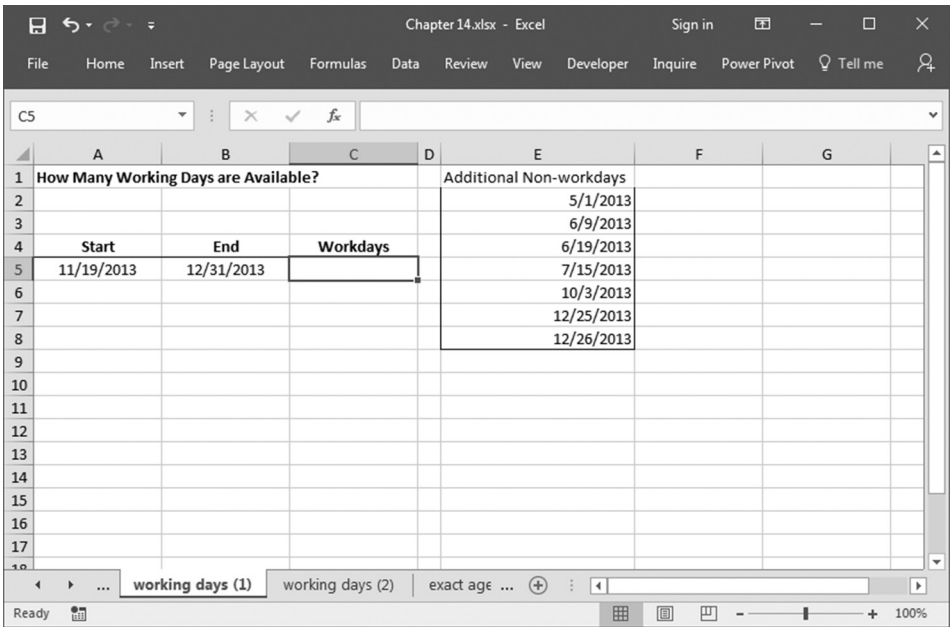 Chapter 14.xlsx - Excel Sign in
File Home Insert Page Layout Formulas Data Review View Developer Inquire Power Pivot Tell me
C5 fx
A B C D E F G
1 How Many Working Days are Available? Additional Non-workdays
2 5/1/2013
3 6/9/2013
4 Start End Workdays 6/19/2013
5 11/19/2013 12/31/2013 7/15/2013
6 10/3/2013
7 12/25/2013
8 12/26/2013
9
10
11
12
13
14
15
16
17
18
... working days (1) working days (2) exact age ...
Ready 100%